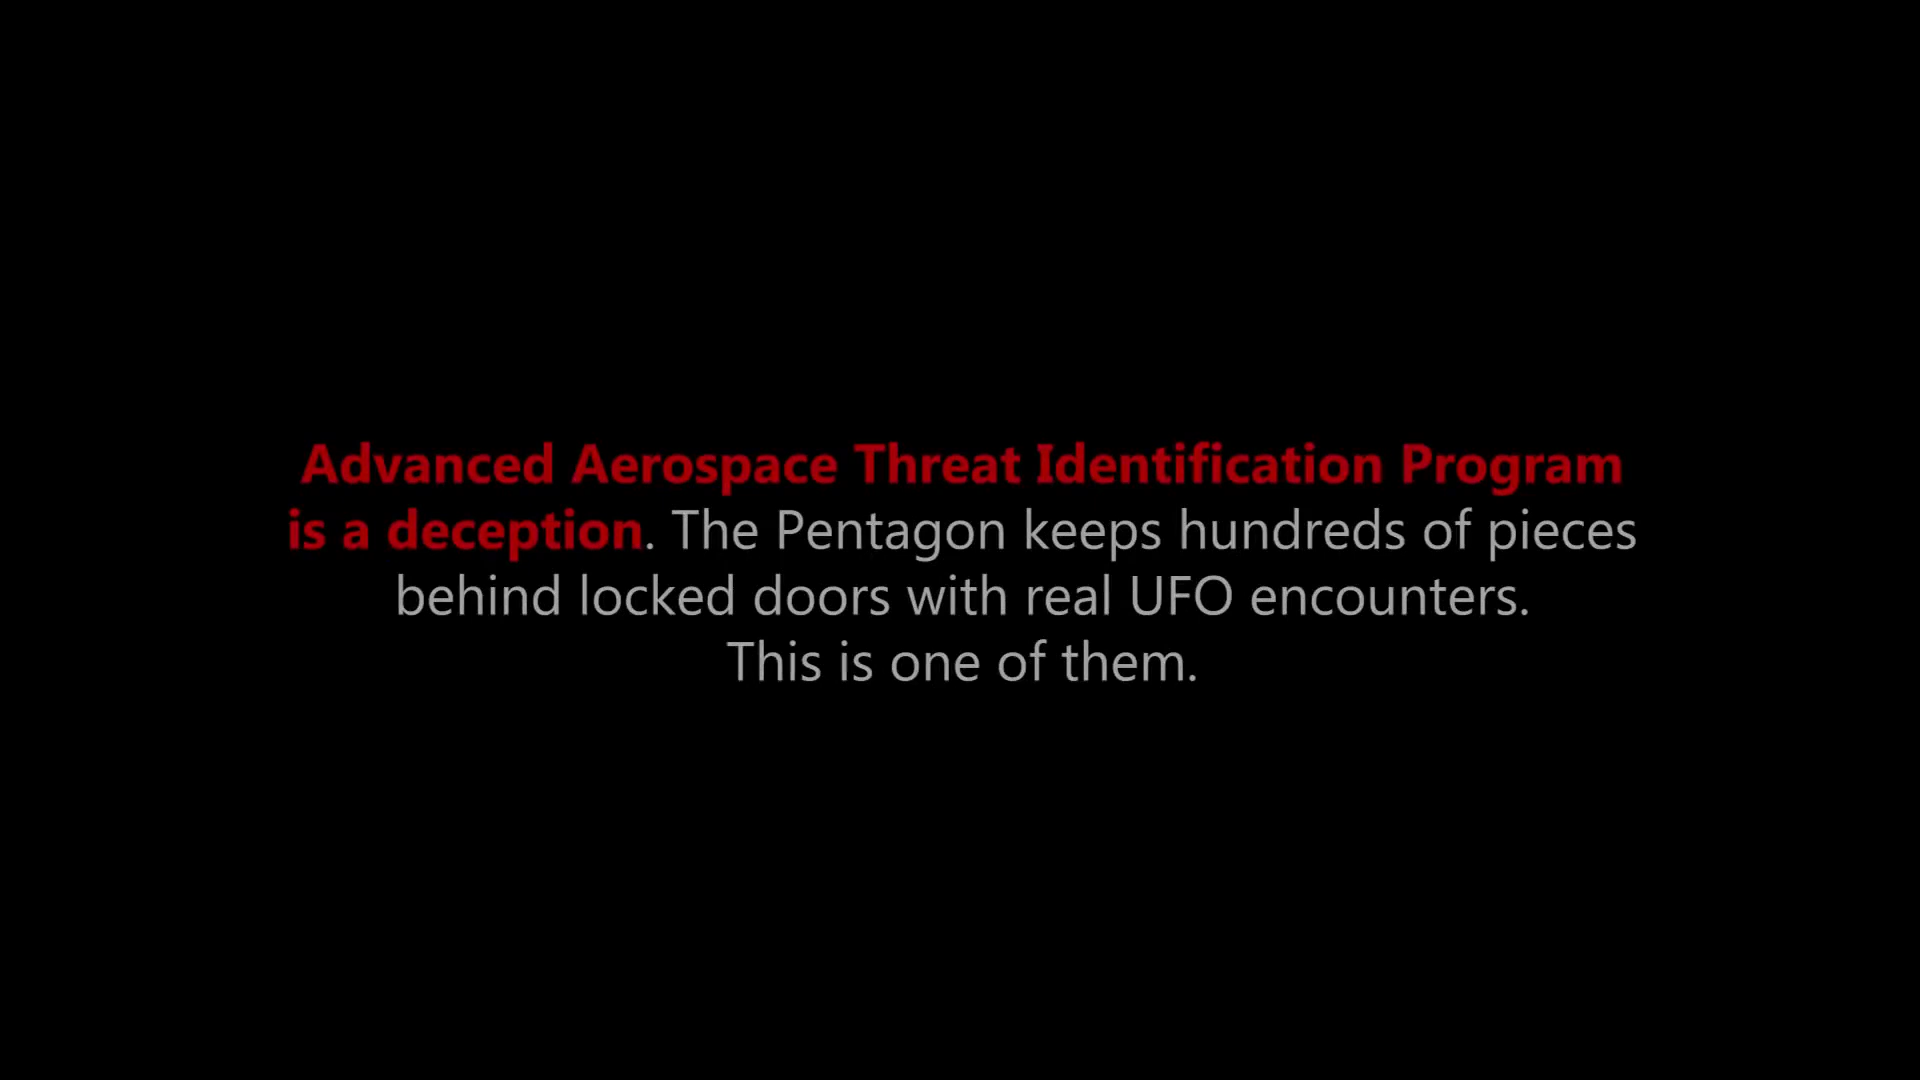 Advanced Aerospace Threat Identification Program
is a deception. The Pentagon keeps hundreds of pieces
behind locked doors with real UFO encounters.
This is one of them.